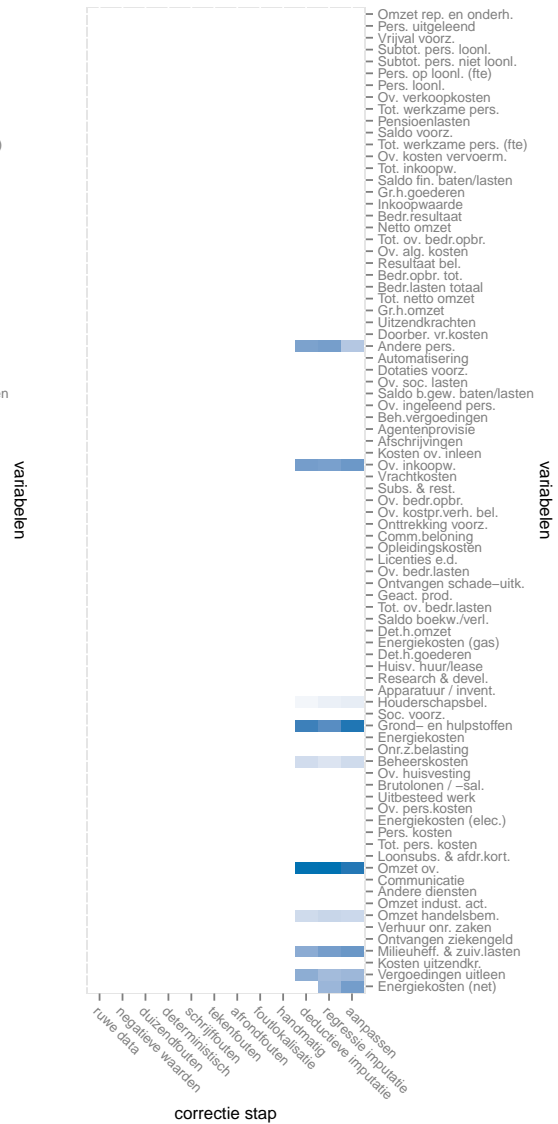 Omzet rep. en onderh.
Pers. uitgeleend
Vrijval voorz.
Subtot. pers. loonl.
Subtot. pers. niet loonl.
Pers. op loonl. (fte)
Pers. loonl.
Ov. verkoopkosten
Tot. werkzame pers.
Pensioenlasten
Saldo voorz.
Tot. werkzame pers. (fte)
Ov. kosten vervoerm.
Tot. inkoopw.
Saldo fin. baten/lasten
Gr.h.goederen
Inkoopwaarde
Bedr.resultaat
Netto omzet
Tot. ov. bedr.opbr.
Ov. alg. kosten
Resultaat bel.
Bedr.opbr. tot.
Bedr.lasten totaal
Tot. netto omzet
Gr.h.omzet
Uitzendkrachten
Doorber. vr.kosten
Andere pers.
Automatisering
Dotaties voorz.
Ov. soc. lasten
Saldo b.gew. baten/lasten
Ov. ingeleend pers.
Beh.vergoedingen
Agentenprovisie
Afschrijvingen
Kosten ov. inleen
Ov. inkoopw.
Vrachtkosten
Subs. & rest.
Ov. bedr.opbr.
Ov. kostpr.verh. bel.
Onttrekking voorz.
Comm.beloning
Opleidingskosten
Licenties e.d.
Ov. bedr.lasten
Ontvangen schade–uitk.
Geact. prod.
Tot. ov. bedr.lasten
Saldo boekw./verl.
Det.h.omzet
Energiekosten (gas)
Det.h.goederen
Huisv. huur/lease
Research & devel.
Apparatuur / invent.
Houderschapsbel.
Soc. voorz.
Grond– en hulpstoffen
Energiekosten
Onr.z.belasting
Beheerskosten
Ov. huisvesting
Brutolonen / –sal.
Uitbesteed werk
Ov. pers.kosten
Energiekosten (elec.)
Pers. kosten
Tot. pers. kosten
Loonsubs. & afdr.kort.
Omzet ov.
Communicatie
Andere diensten
Omzet indust. act.
Omzet handelsbem.
Verhuur onr. zaken
Ontvangen ziekengeld
Milieuheff. & zuiv.lasten
Kosten uitzendkr.
Vergoedingen uitleen
Energiekosten (net)
)
en
variabelen
variabelen
ruwe data
negatieve waarden
duizendfouten
deterministisch
schrijffouten
tekenfouten
afrondfouten
foutlokalisatie
handmatig
deductieve imputatie
regressie imputatie
aanpassen
correctie stap